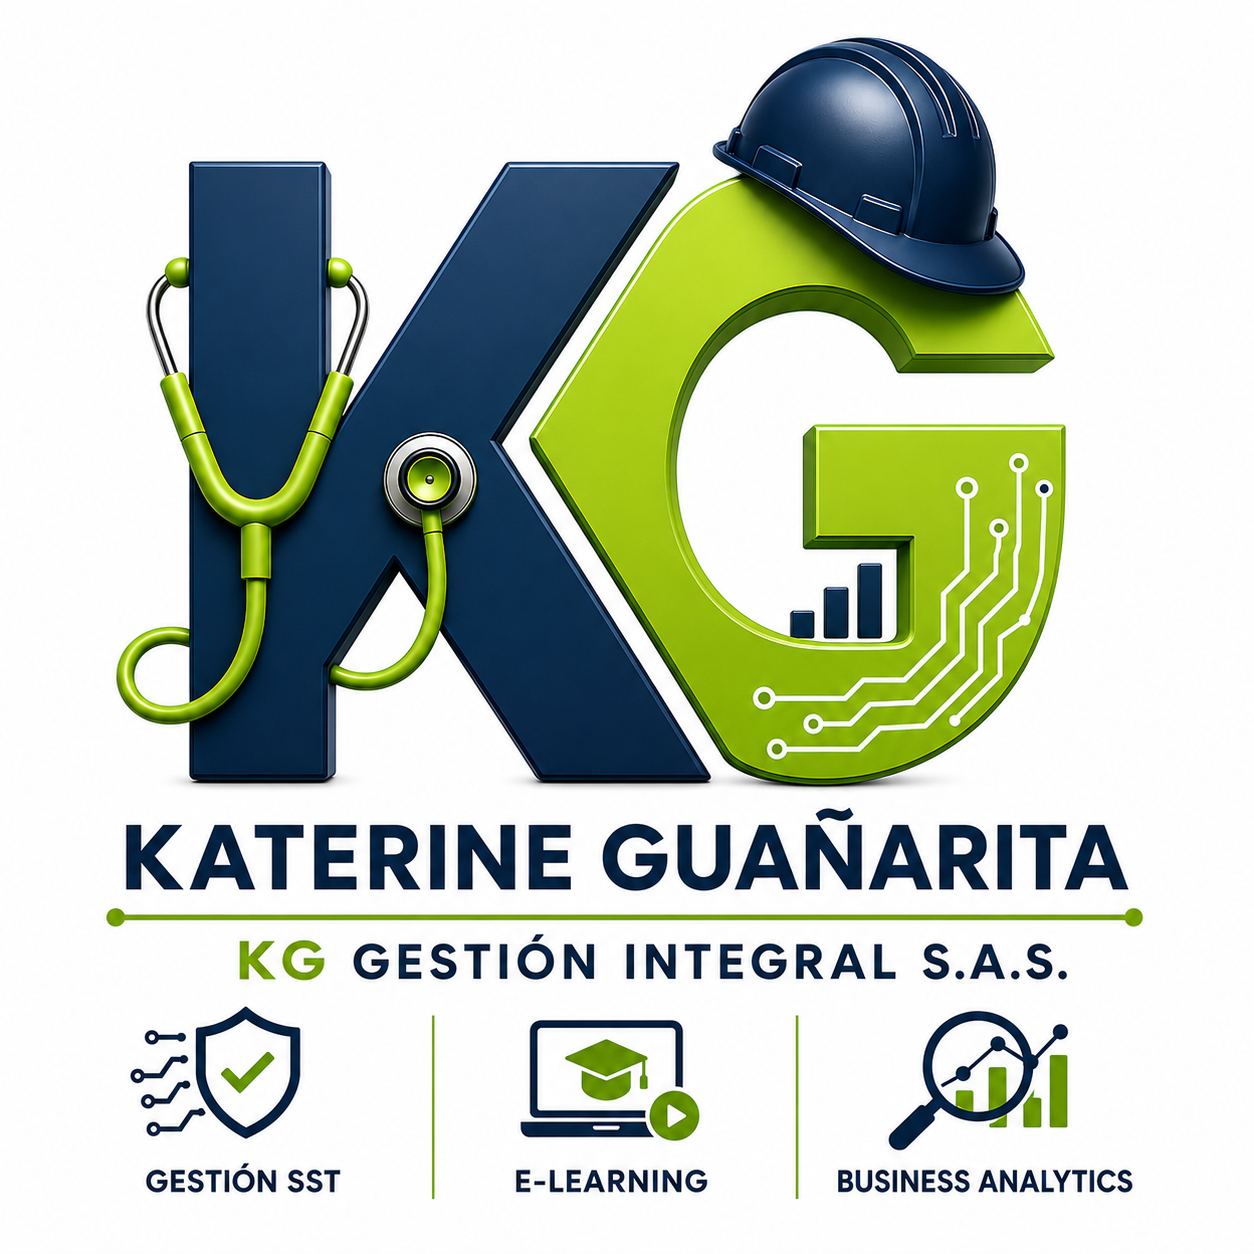 KG
KATERINE GUAÑARITA
KG GESTIÓN INTEGRAL S.A.S.
GESTIÓN SST
E-LEARNING
BUSINESS ANALYTICS